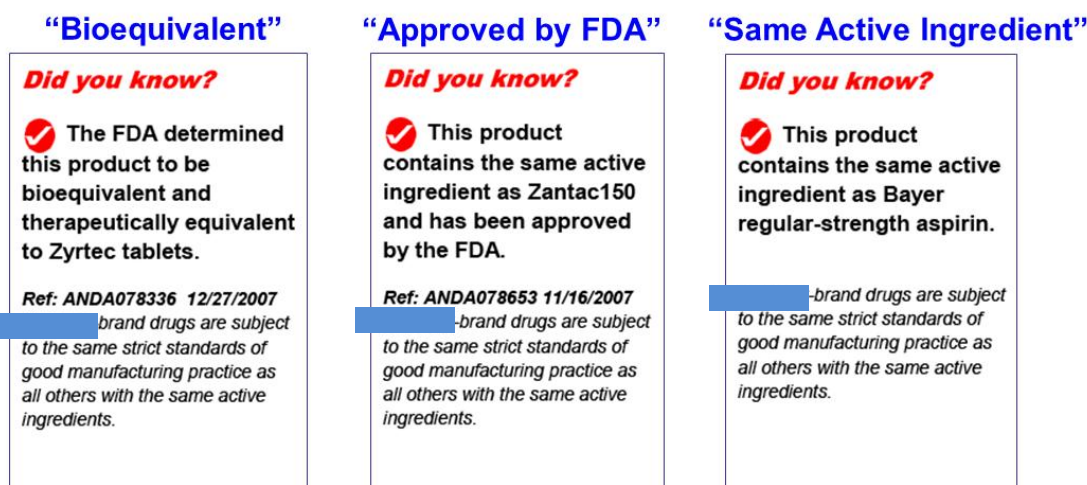 “Bioequivalent”
Did you know?
The FDA determined
this product to be
bioequivalent and
therapeutically equivalent
to Zyrtec tablets.
Ref: ANDA078336  12/27/2007
brand drugs are subject
to the same strict standards of
good manufacturing practice as
all others with the same active
ingredients.
“Approved by FDA”
Did you know?
This product
contains the same active
ingredient as Zantac150
and has been approved
by the FDA.
Ref: ANDA078653 11/16/2007
-brand drugs are subject
to the same strict standards of
good manufacturing practice as
all others with the same active
ingredients.
“Same Active Ingredient”
Did you know?
This product
contains the same active
ingredient as Bayer
regular-strength aspirin.
-brand drugs are subject
to the same strict standards of
good manufacturing practice as
all others with the same active
ingredients.